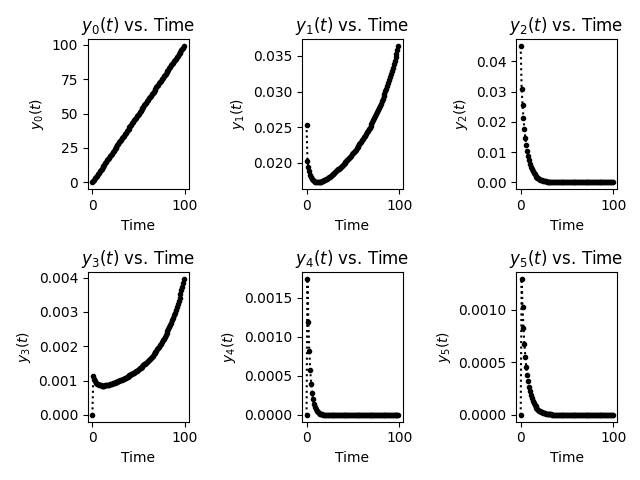 y₀(t) vs. Time
100
75
50
25
0
y₀(t)
0 100
Time
y₁(t) vs. Time
0.035
0.030
0.025
0.020
y₁(t)
0 100
Time
y₂(t) vs. Time
0.04
0.03
0.02
0.01
0.00
y₂(t)
0 100
Time
y₃(t) vs. Time
0.004
0.003
0.002
0.001
0.000
y₃(t)
0 100
Time
y₄(t) vs. Time
0.0015
0.0010
0.0005
0.0000
y₄(t)
0 100
Time
y₅(t) vs. Time
0.0010
0.0005
0.0000
y₅(t)
0 100
Time